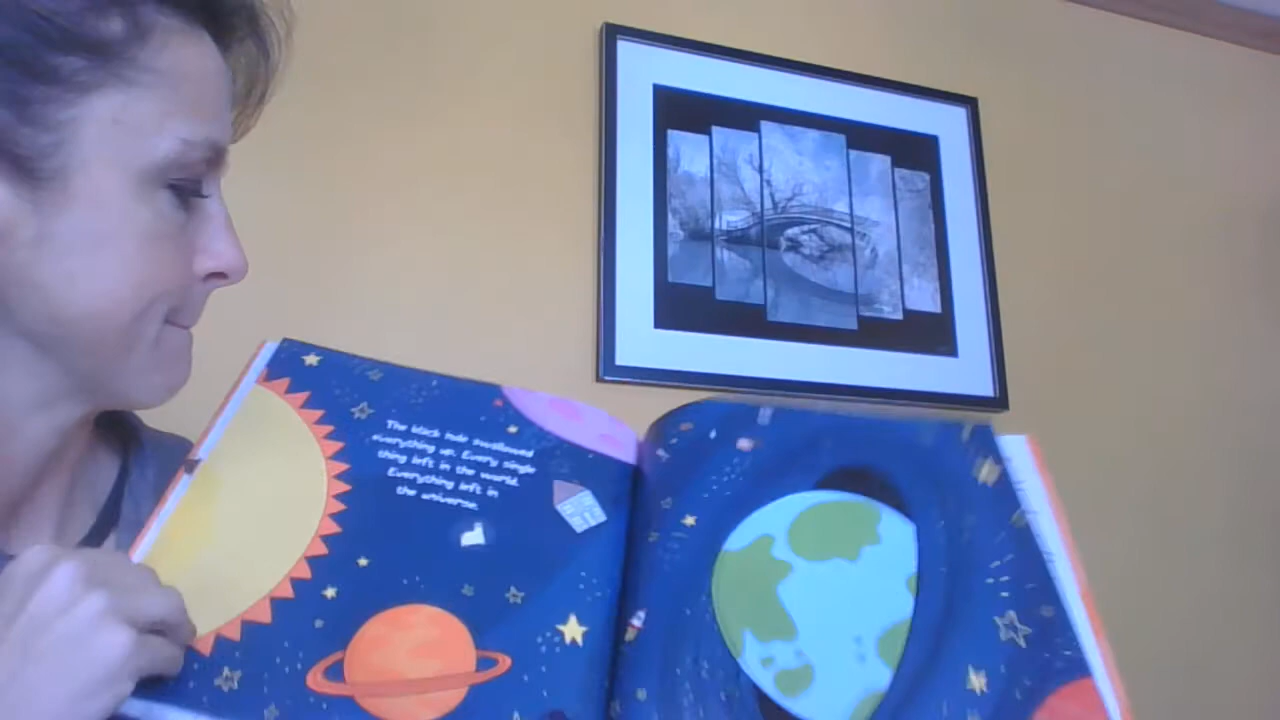 The black hole swallowed
everything up. Every single
thing left in the world.
Everything left in
the universe.